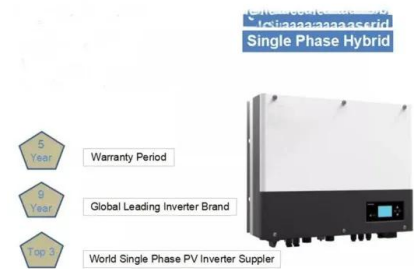 Single Phase Hybrid
5
Year
Warranty Period
9
Year
Global Leading Inverter Brand
Top 3
World Single Phase PV Inverter Suppler